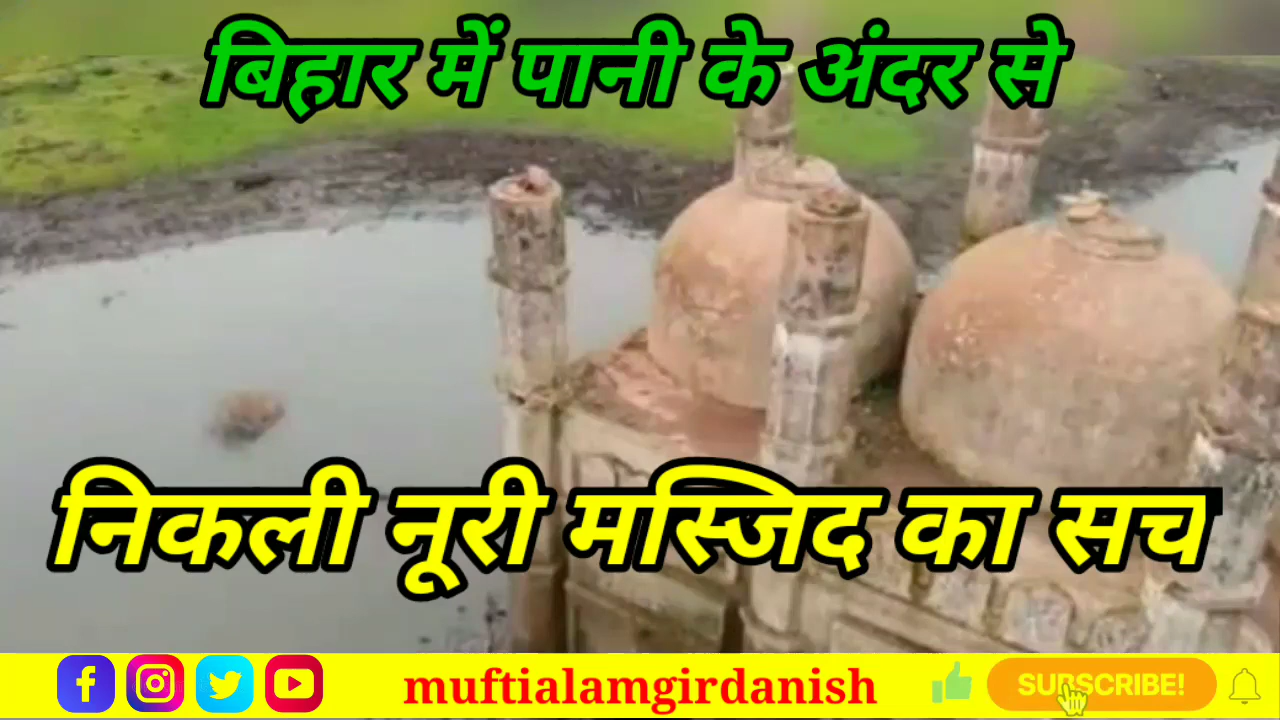 बिहार में पानी के अंदर से
निकली नूरी मस्जिद का सच
muftialamgirdanish
SUBSCRIBE!